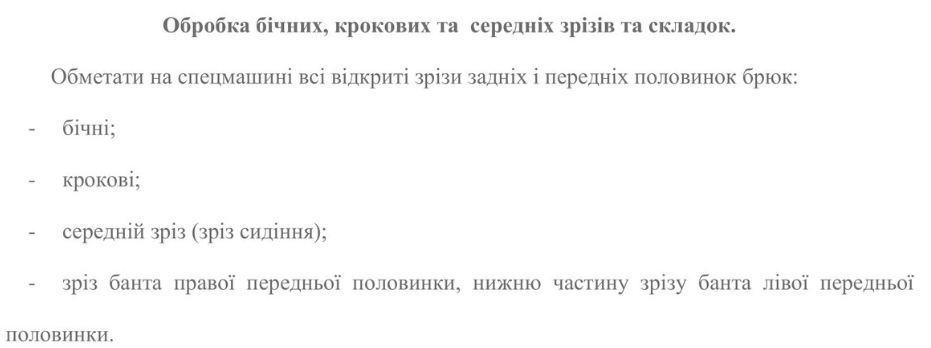 Обробка бічних, крокових та середніх зрізів та складок.
Обметати на спецмашині всі відкриті зрізи задніх і передніх половинок брюк:
- бічні;
- крокові;
- середній зріз (зріз сидіння);
- зріз банта правої передньої половинки, нижню частину зрізу банта лівої передньої
половинки.